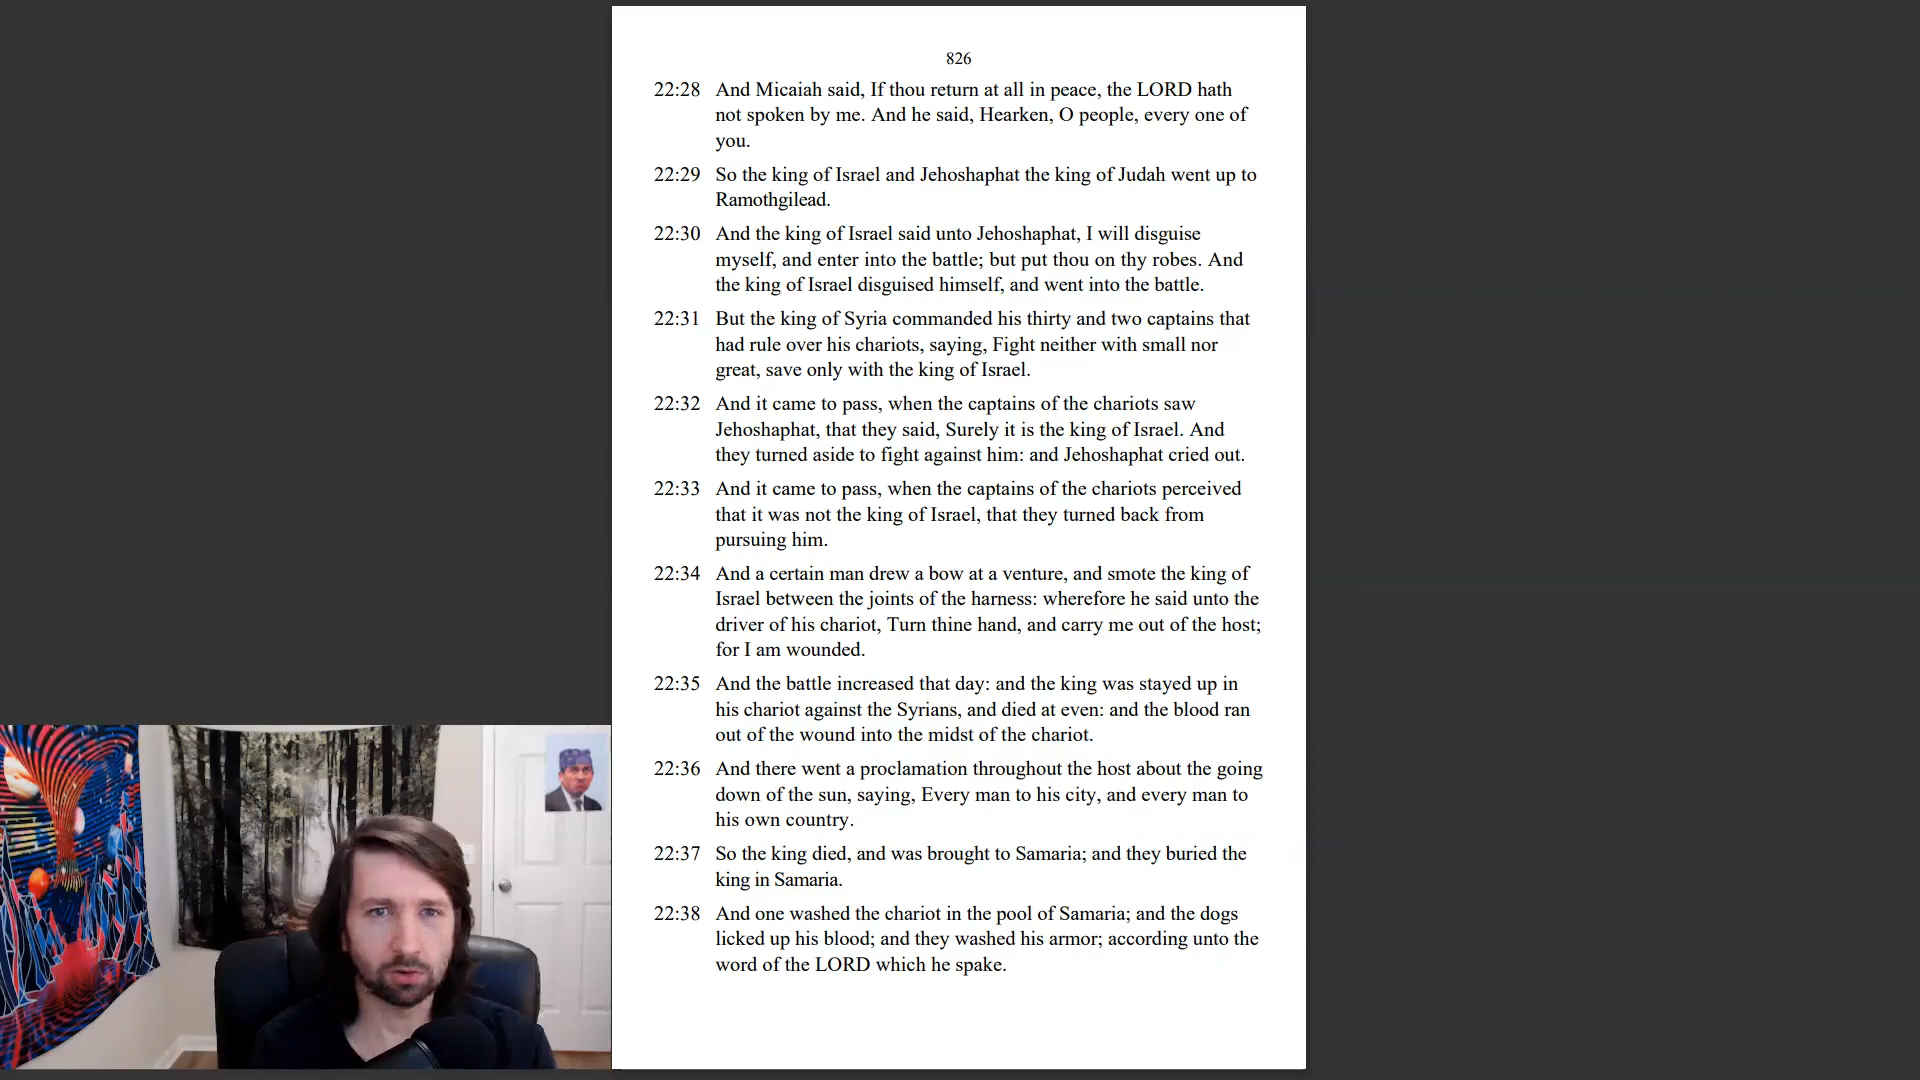 826
22:28 And Micaiah said, If thou return at all in peace, the LORD hath
not spoken by me. And he said, Hearken, O people, every one of
you.
22:29 So the king of Israel and Jehoshaphat the king of Judah went up to
Ramothgilead.
22:30 And the king of Israel said unto Jehoshaphat, I will disguise
myself, and enter into the battle; but put thou on thy robes. And
the king of Israel disguised himself, and went into the battle.
22:31 But the king of Syria commanded his thirty and two captains that
had rule over his chariots, saying, Fight neither with small nor
great, save only with the king of Israel.
22:32 And it came to pass, when the captains of the chariots saw
Jehoshaphat, that they said, Surely it is the king of Israel. And
they turned aside to fight against him: and Jehoshaphat cried out.
22:33 And it came to pass, when the captains of the chariots perceived
that it was not the king of Israel, that they turned back from
pursuing him.
22:34 And a certain man drew a bow at a venture, and smote the king of
Israel between the joints of the harness: wherefore he said unto the
driver of his chariot, Turn thine hand, and carry me out of the host;
for I am wounded.
22:35 And the battle increased that day: and the king was stayed up in
his chariot against the Syrians, and died at even: and the blood ran
out of the wound into the midst of the chariot.
22:36 And there went a proclamation throughout the host about the going
down of the sun, saying, Every man to his city, and every man to
his own country.
22:37 So the king died, and was brought to Samaria; and they buried the
king in Samaria.
22:38 And one washed the chariot in the pool of Samaria; and the dogs
licked up his blood; and they washed his armor; according unto the
word of the LORD which he spake.